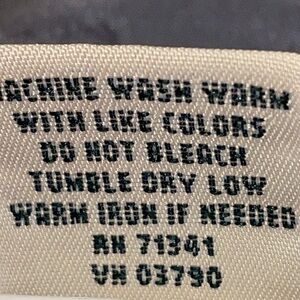 MACHINE WASH WARM
WITH LIKE COLORS
DO NOT BLEACH
TUMBLE DRY LOW
WARM IRON IF NEEDED
RN 71341
VN 03790